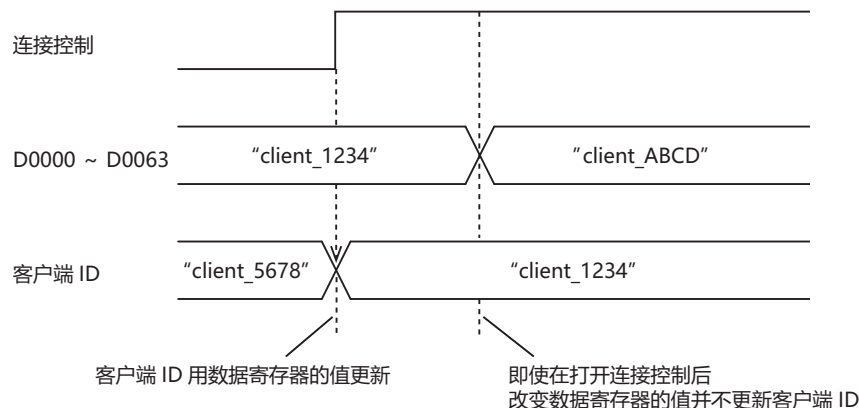 连接控制
D0000 ~ D0063
“client_1234”
“client_ABCD”
客户端 ID
“client_5678”
“client_1234”
客户端 ID 用数据寄存器的值更新
即使在打开连接控制后
改变数据寄存器的值并不更新客户端 ID